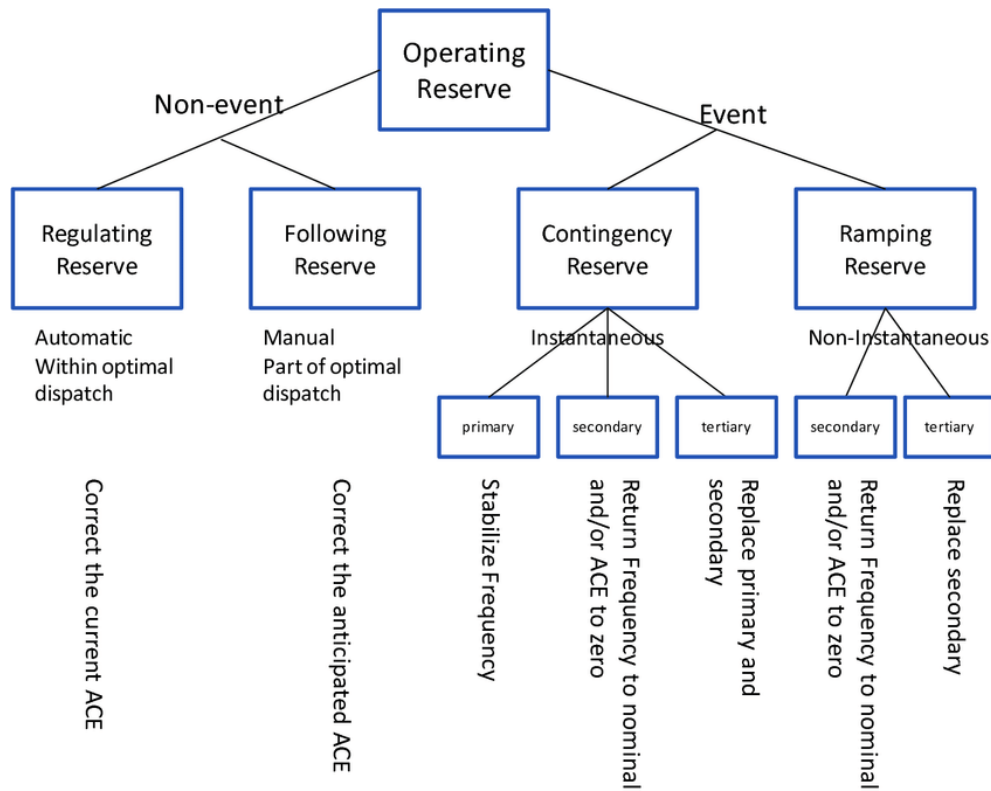 Operating
Reserve
Non-event
Event
Regulating
Reserve
Following
Reserve
Contingency
Reserve
Ramping
Reserve
Automatic
Within optimal
dispatch
Manual
Part of optimal
dispatch
Instantaneous
Non-Instantaneous
primary
secondary
tertiary
secondary
tertiary
Correct the current ACE
Correct the anticipated ACE
Stabilize Frequency
Return Frequency to nominal
and/or ACE to zero
Replace primary and
secondary
Return Frequency to nominal
and/or ACE to zero
Replace secondary